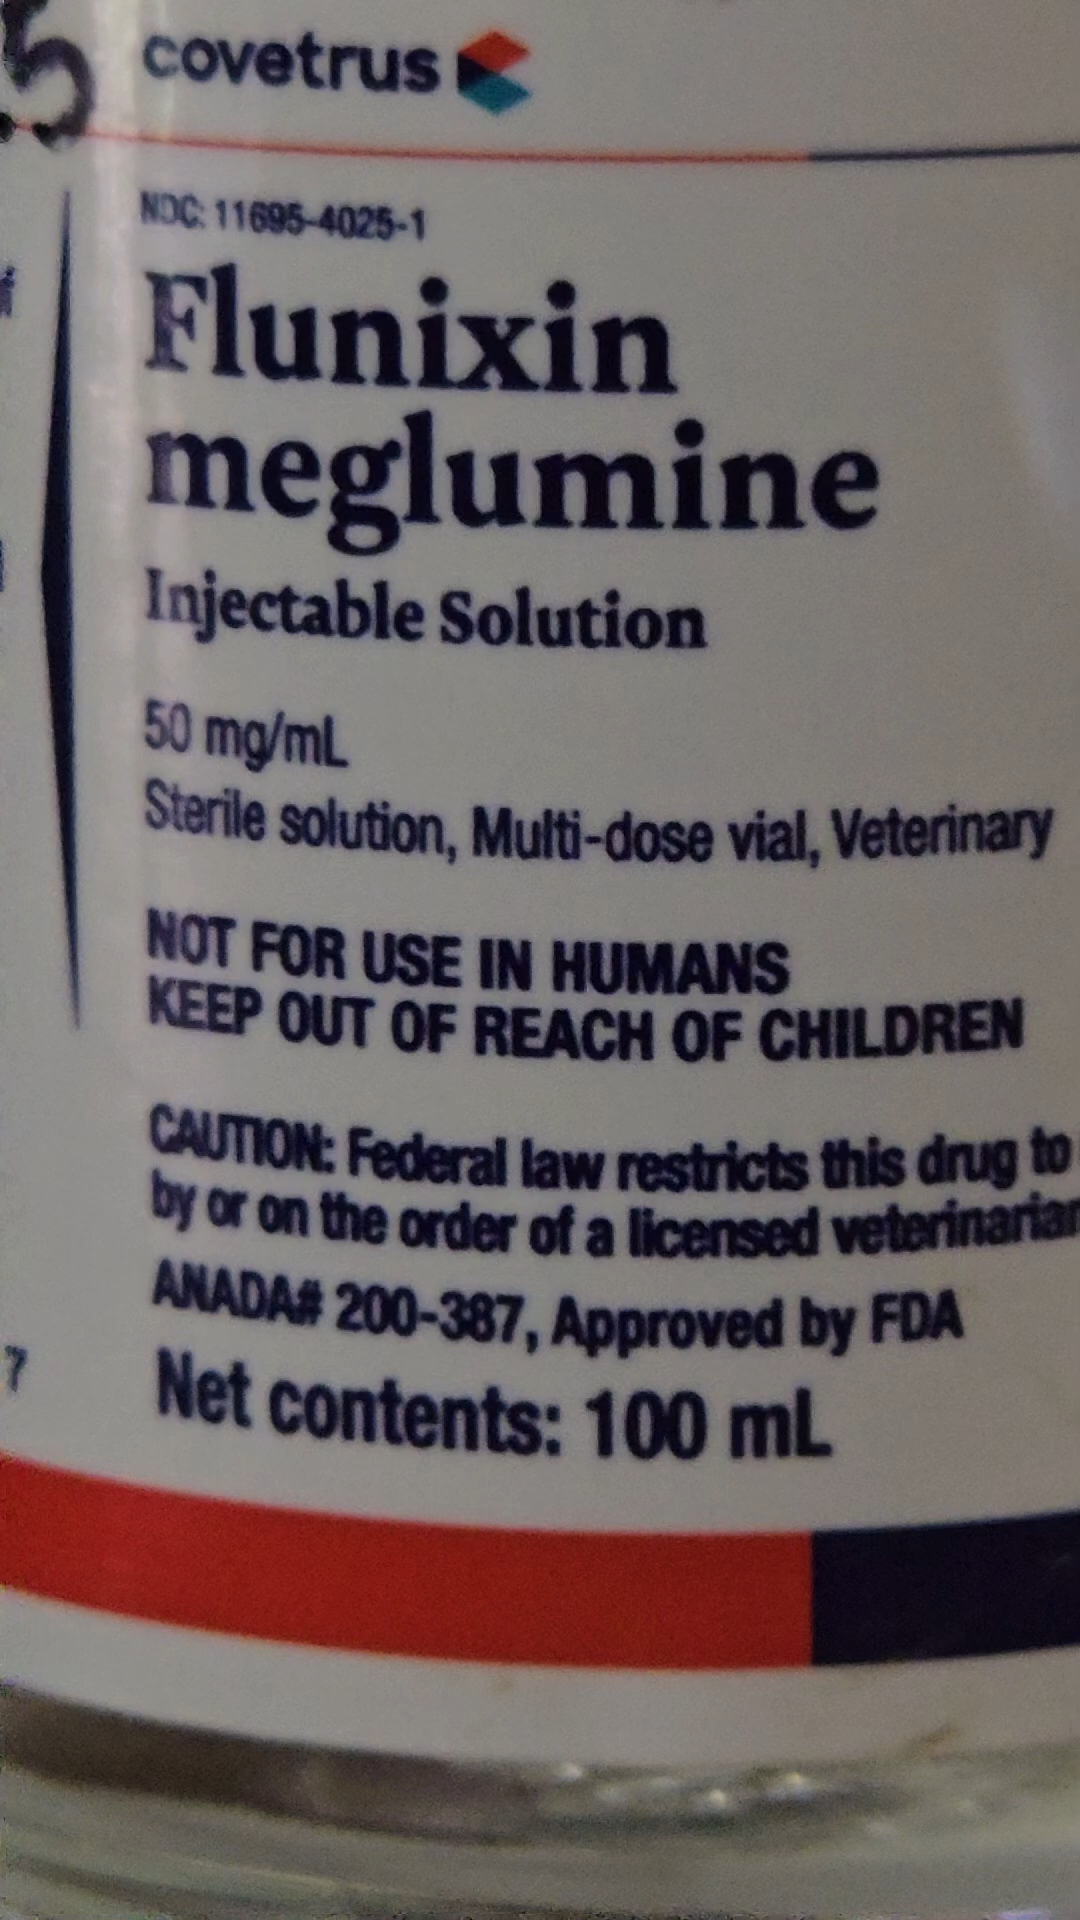 5
covetrus
NDC: 11695-4025-1
Flunixin
meglumine
Injectable Solution
50 mg/mL
Sterile solution, Multi-dose vial, Veterinary
NOT FOR USE IN HUMANS
KEEP OUT OF REACH OF CHILDREN
CAUTION: Federal law restricts this drug to
by or on the order of a licensed veterinarian
ANADA# 200-387, Approved by FDA
7
Net contents: 100 mL